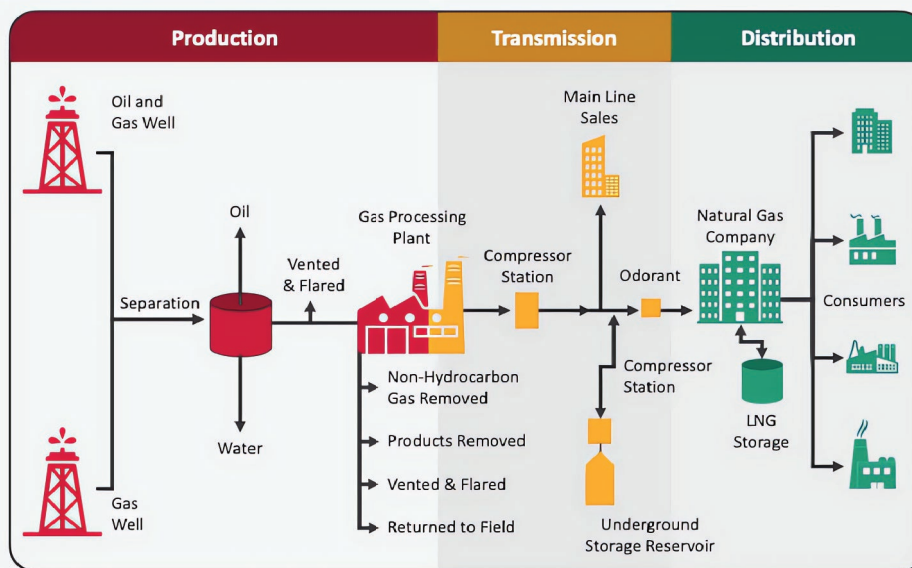 Production
Transmission
Distribution
Oil and
Gas Well
Main Line
Sales
Oil
Gas Processing
Plant
Natural Gas
Company
Vented
& Flared
Compressor
Station
Odorant
Separation
Consumers
Compressor
Station
Non-Hydrocarbon
Gas Removed
LNG
Storage
Water
Products Removed
Vented & Flared
Gas
Well
Returned to Field
Underground
Storage Reservoir